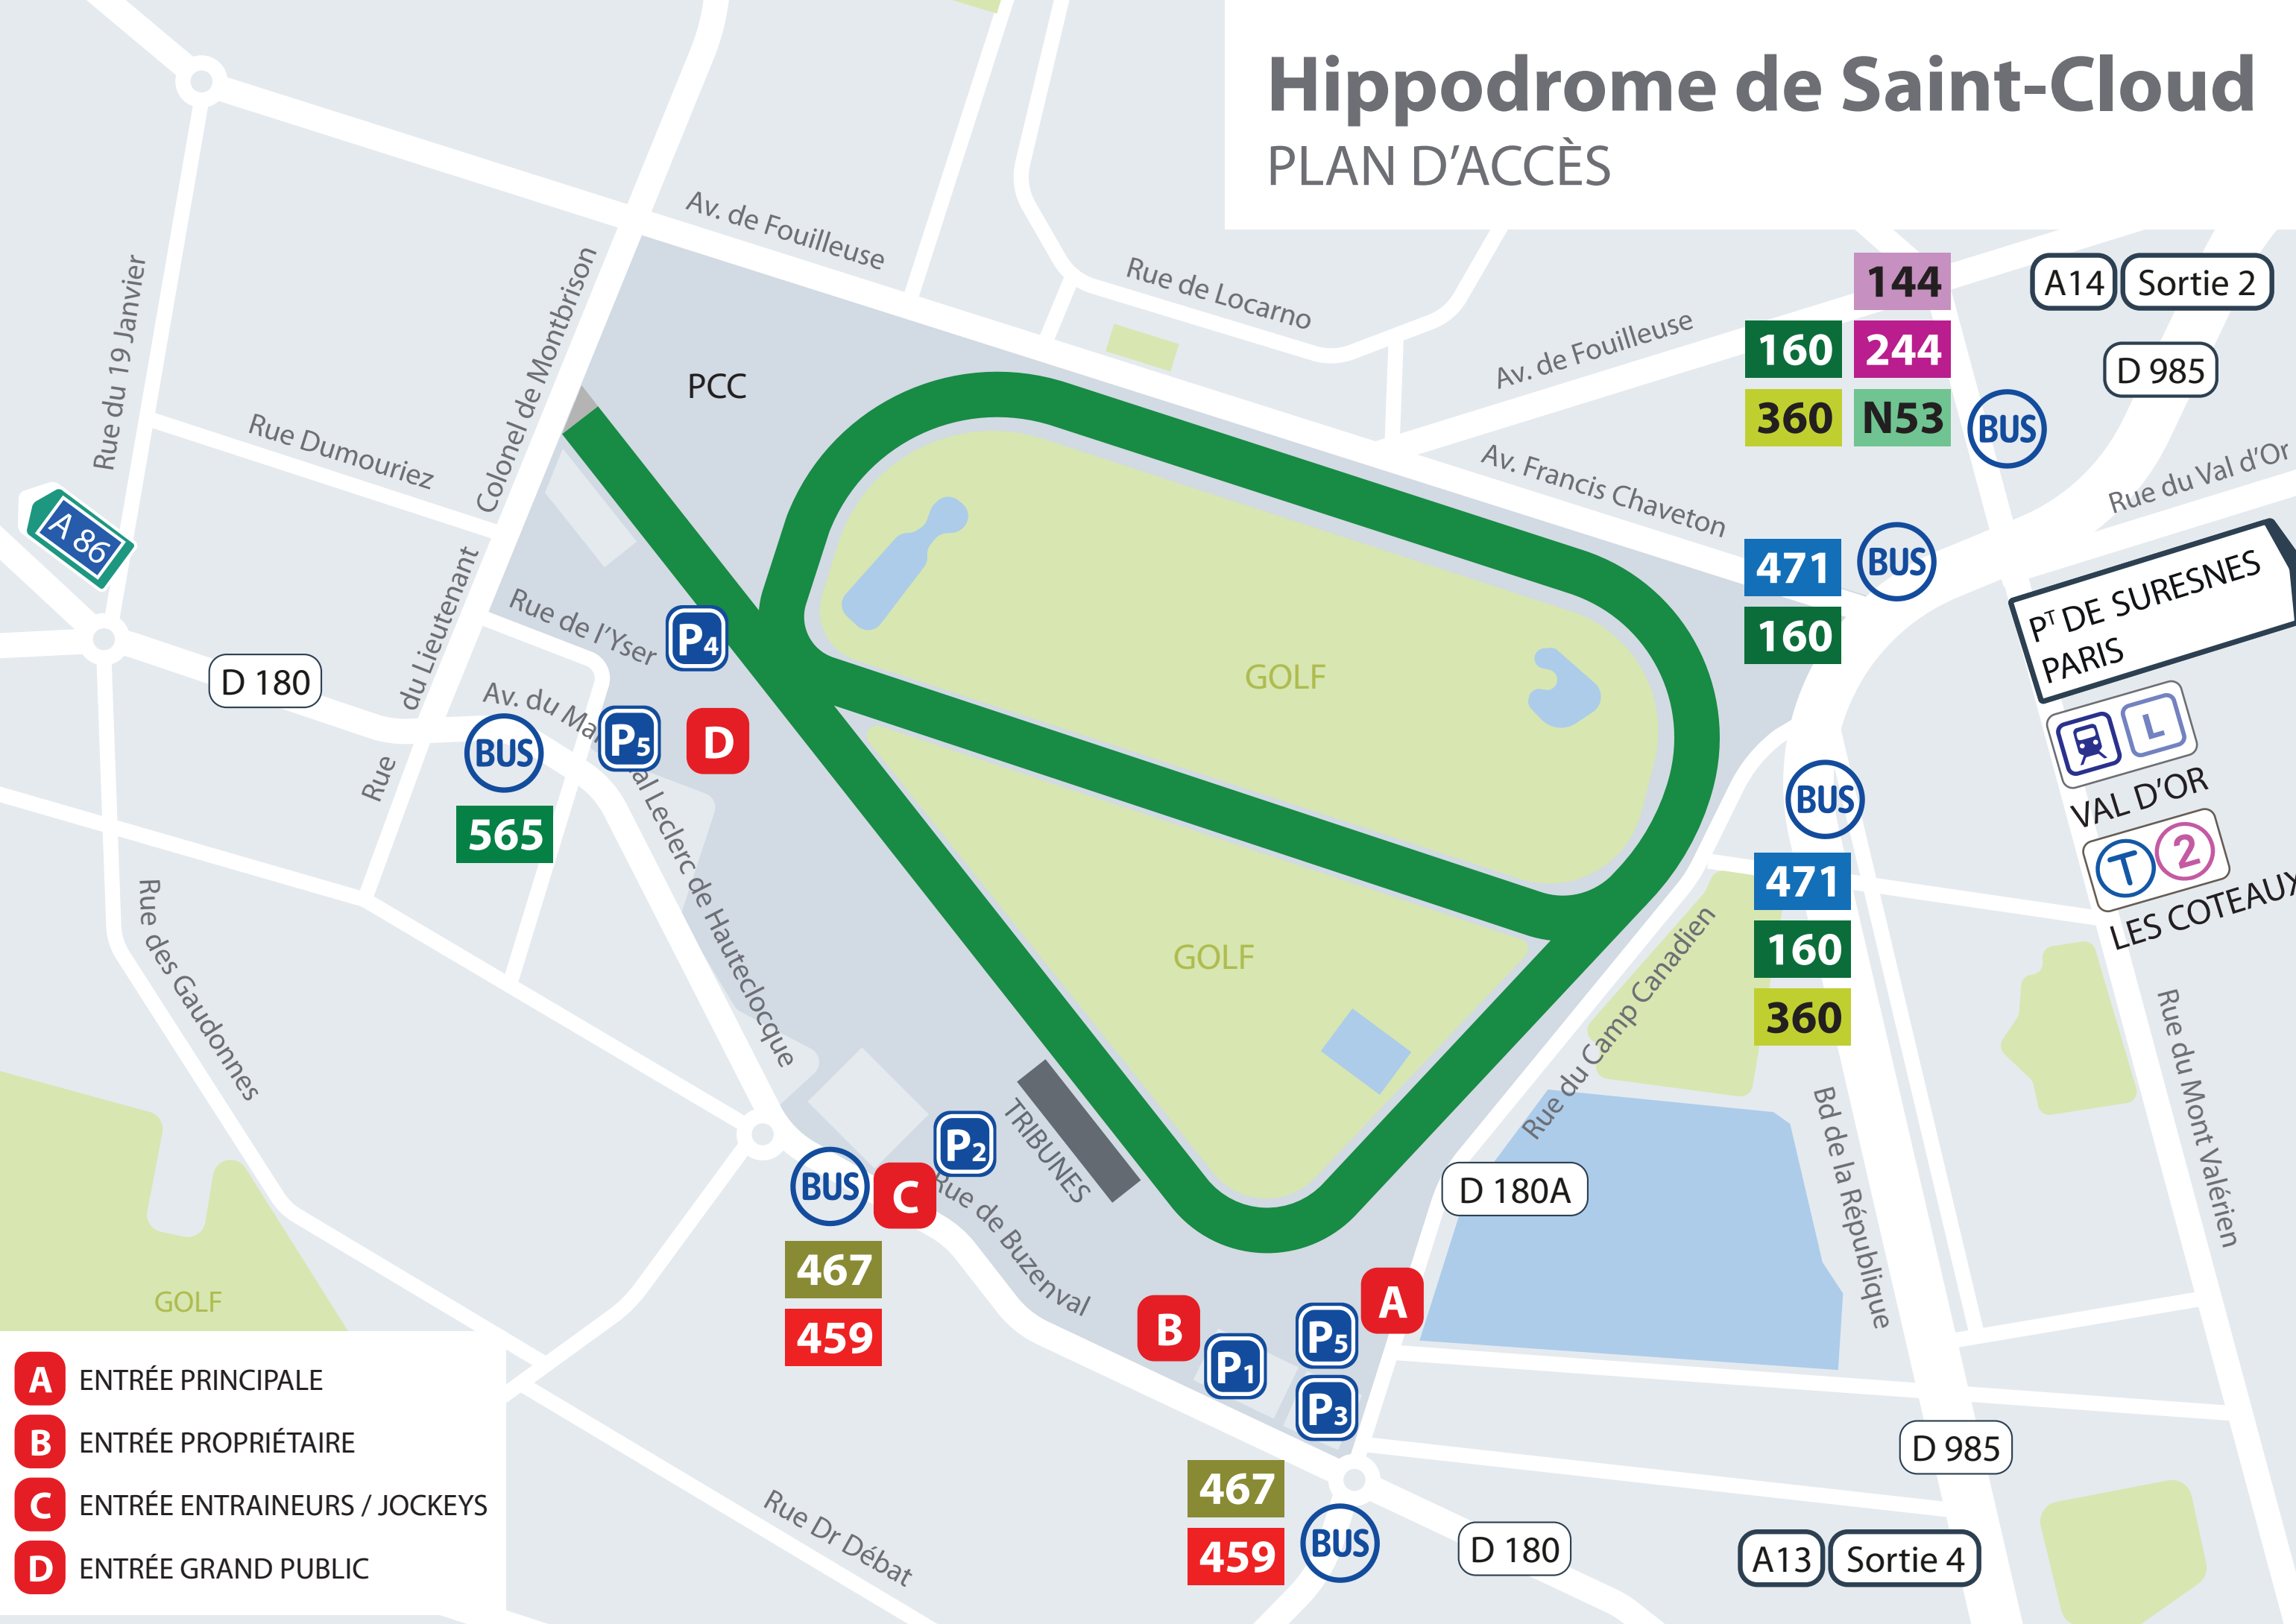 Hippodrome de Saint-Cloud
PLAN D'ACCÈS
Av. de Fouilleuse
Rue de Locarno
Av. de Fouilleuse
144
160
244
360
N53
BUS
A14
Sortie 2
D 985
Rue du 19 Janvier
Colonel de Montbrison
Rue Dumouriez
PCC
Av. Francis Chaveton
Rue du Val d'Or
A 86
471
BUS
160
PT DE SURESNES
PARIS
L
VAL D'OR
T
2
LES COTEAUX
Rue de l'Yser
P4
du Lieutenant
Rue
D 180
Av. du Ma
al Leclerc de Hauteclocque
P5
D
BUS
565
GOLF
BUS
471
160
360
GOLF
Rue des Gaudonnes
Rue du Camp Canadien
Rue du Mont Valérien
Bd de la République
P2
TRIBUNES
BUS
C
Rue de Buzenval
467
459
D 180A
GOLF
B
A
P5
P1
P3
467
459
BUS
D 180
D 985
A13
Sortie 4
Rue Dr Débat
A ENTRÉE PRINCIPALE
B ENTRÉE PROPRIÉTAIRE
C ENTRÉE ENTRAINEURS / JOCKEYS
D ENTRÉE GRAND PUBLIC